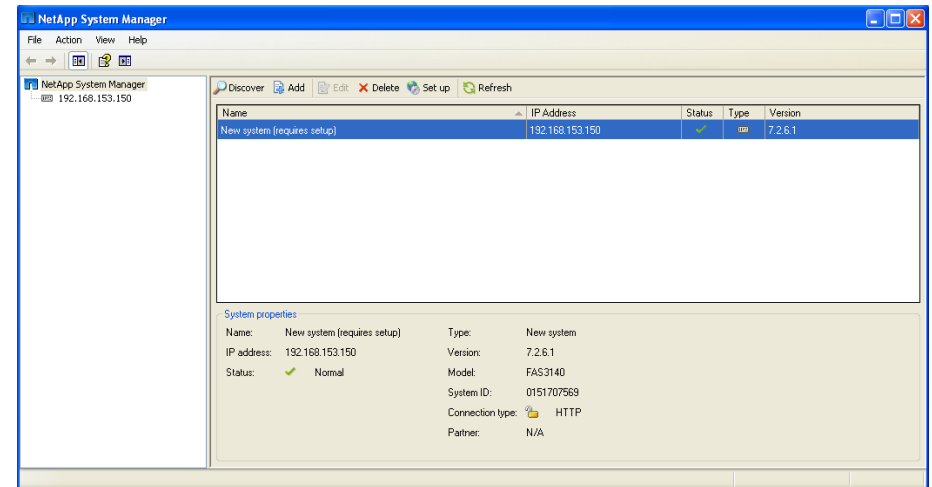 NetApp System Manager
File Action View Help
NetApp System Manager
192.168.153.150
Discover Add Edit Delete Set up Refresh
Name IP Address Status Type Version
New system (requires setup) 192.168.153.150 7.2.6.1
System properties
Name: New system (requires setup) Type: New system
IP address: 192.168.153.150 Version: 7.2.6.1
Status: Normal Model: FAS3140
System ID: 0151707569
Connection type: HTTP
Partner: N/A